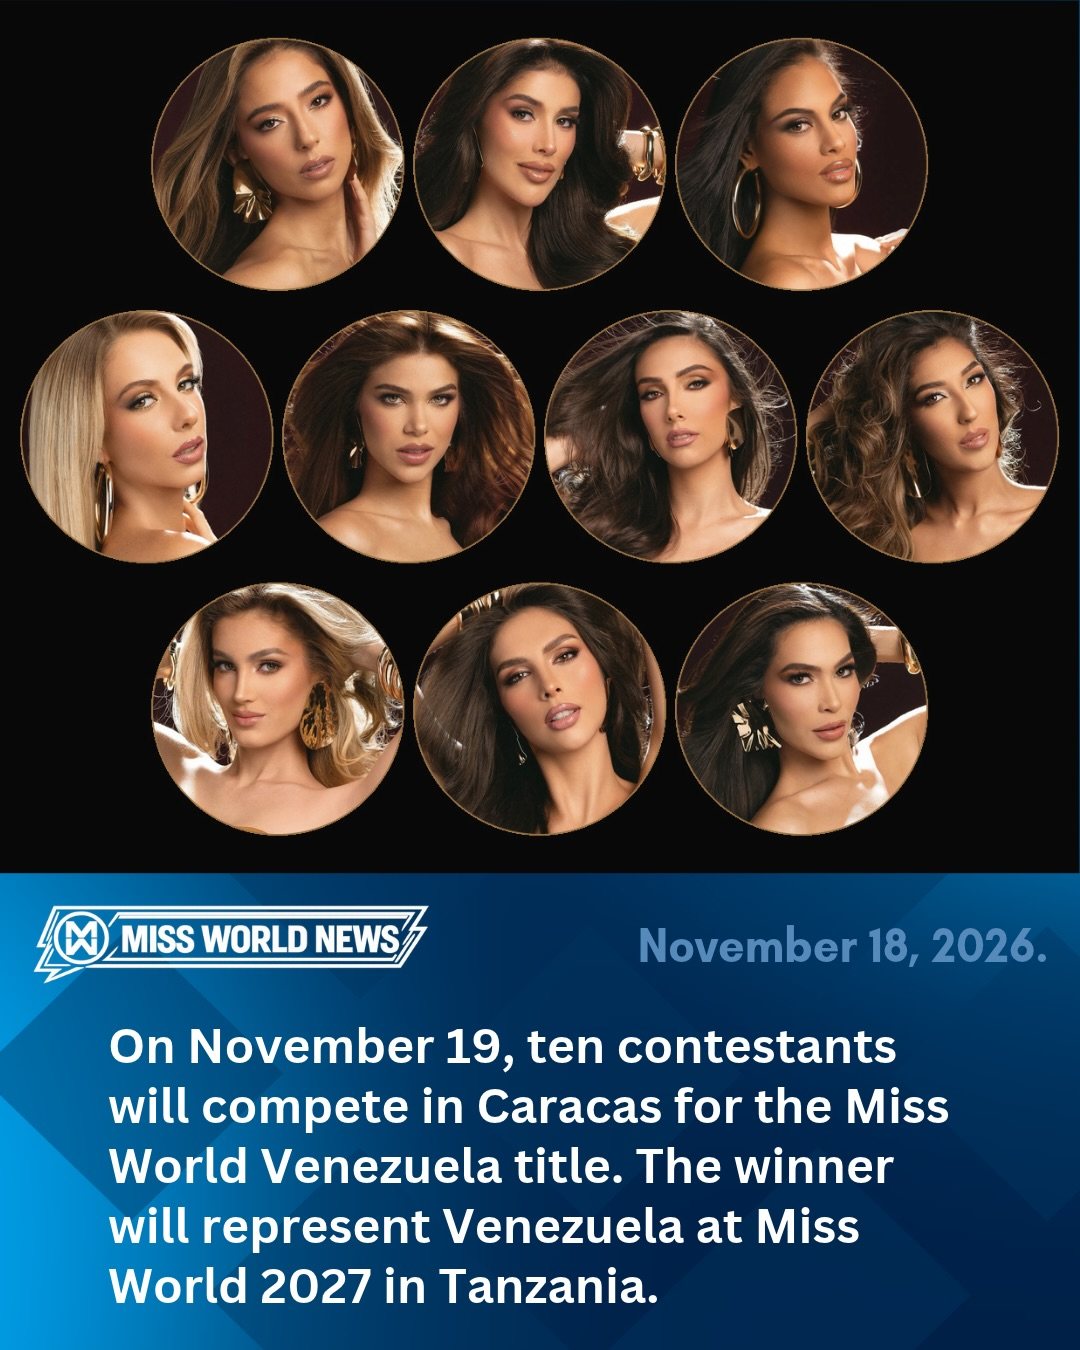 MISS WORLD NEWS
November 18, 2026.
On November 19, ten contestants
will compete in Caracas for the Miss
World Venezuela title. The winner
will represent Venezuela at Miss
World 2027 in Tanzania.